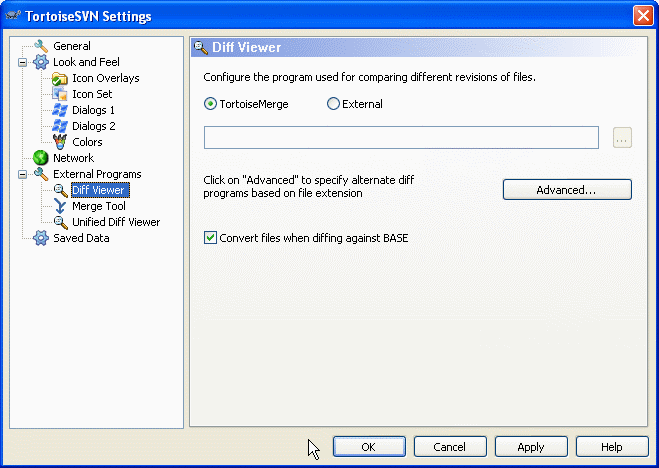 TortoiseSVN Settings
General
Look and Feel
Icon Overlays
Icon Set
Dialogs 1
Dialogs 2
Colors
Network
External Programs
Diff Viewer
Merge Tool
Unified Diff Viewer
Saved Data
Diff Viewer
Configure the program used for comparing different revisions of files.
TortoiseMerge
External
...
Click on "Advanced" to specify alternate diff
programs based on file extension
Advanced...
Convert files when diffing against BASE
OK
Cancel
Apply
Help